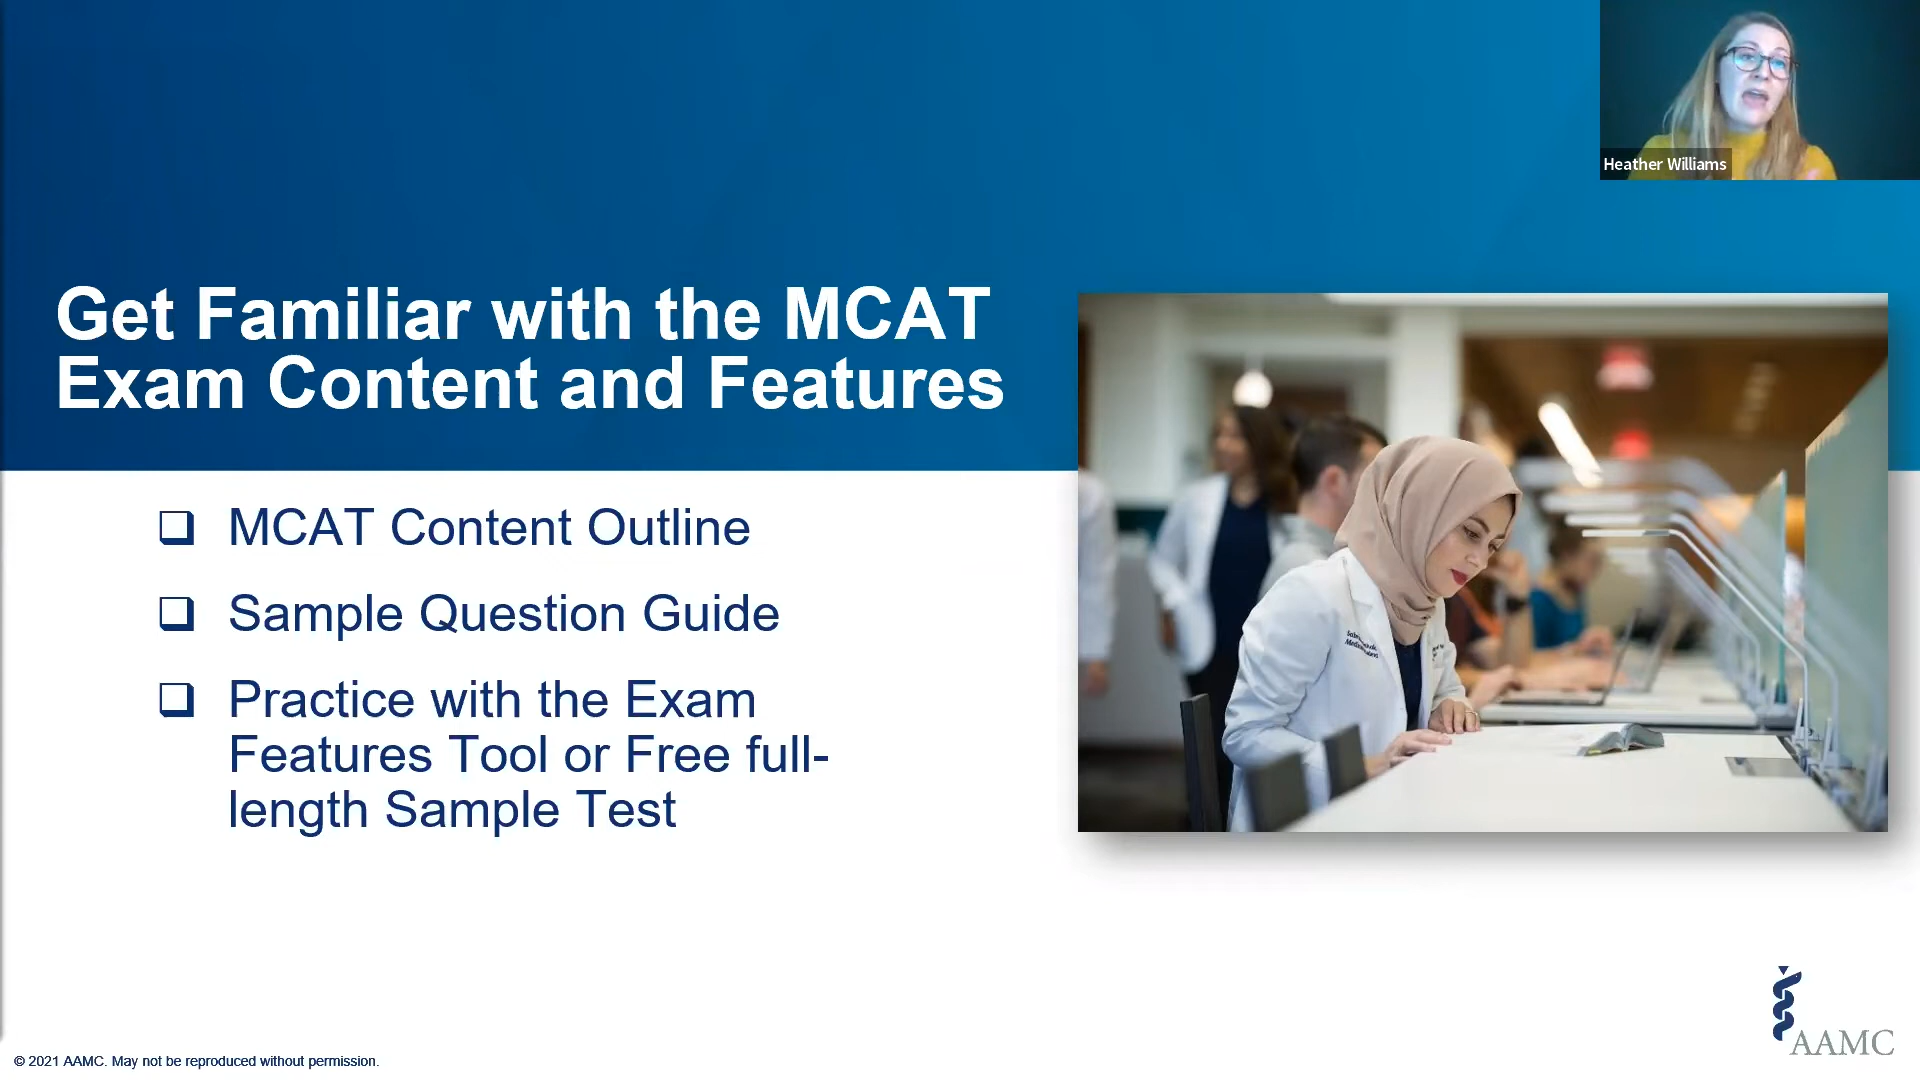 Heather Williams
Get Familiar with the MCAT
Exam Content and Features
MCAT Content Outline
Sample Question Guide
Practice with the Exam
Features Tool or Free full-
length Sample Test
AAMC
© 2021 AAMC. May not be reproduced without permission.